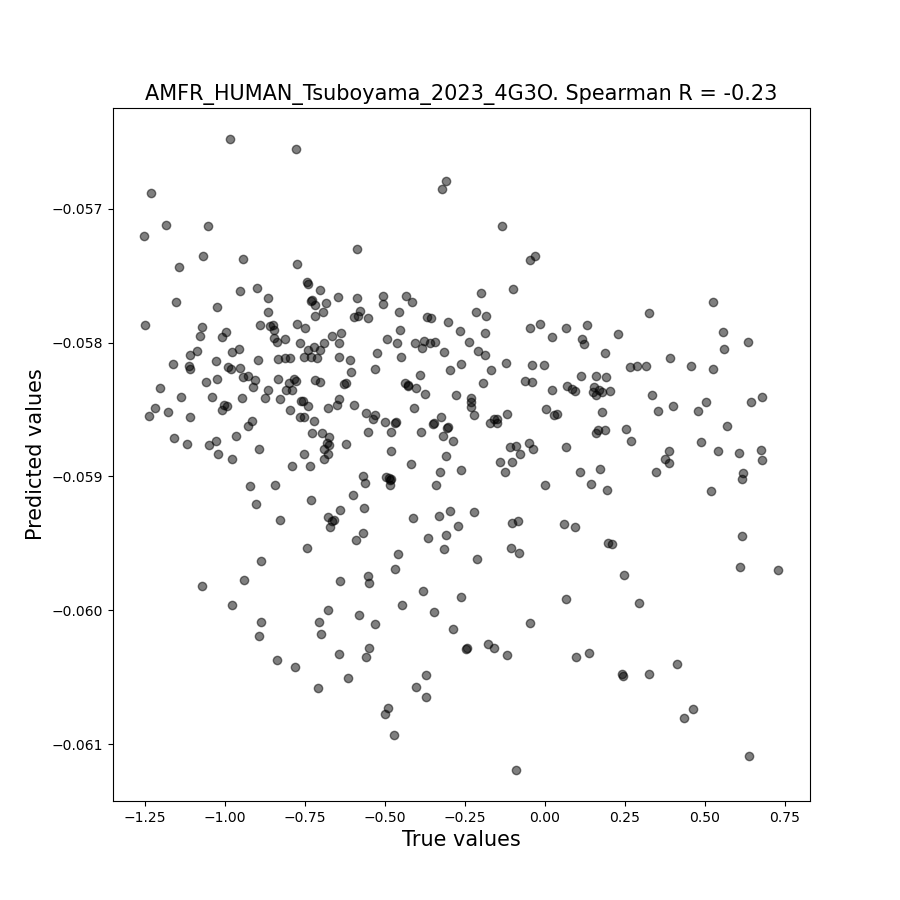 AMFR_HUMAN_Tsuboyama_2023_4G3O. Spearman R = -0.23
−0.057
−0.058
−0.059
−0.060
−0.061
Predicted values
−1.25 −1.00 −0.75 −0.50 −0.25 0.00 0.25 0.50 0.75
True values